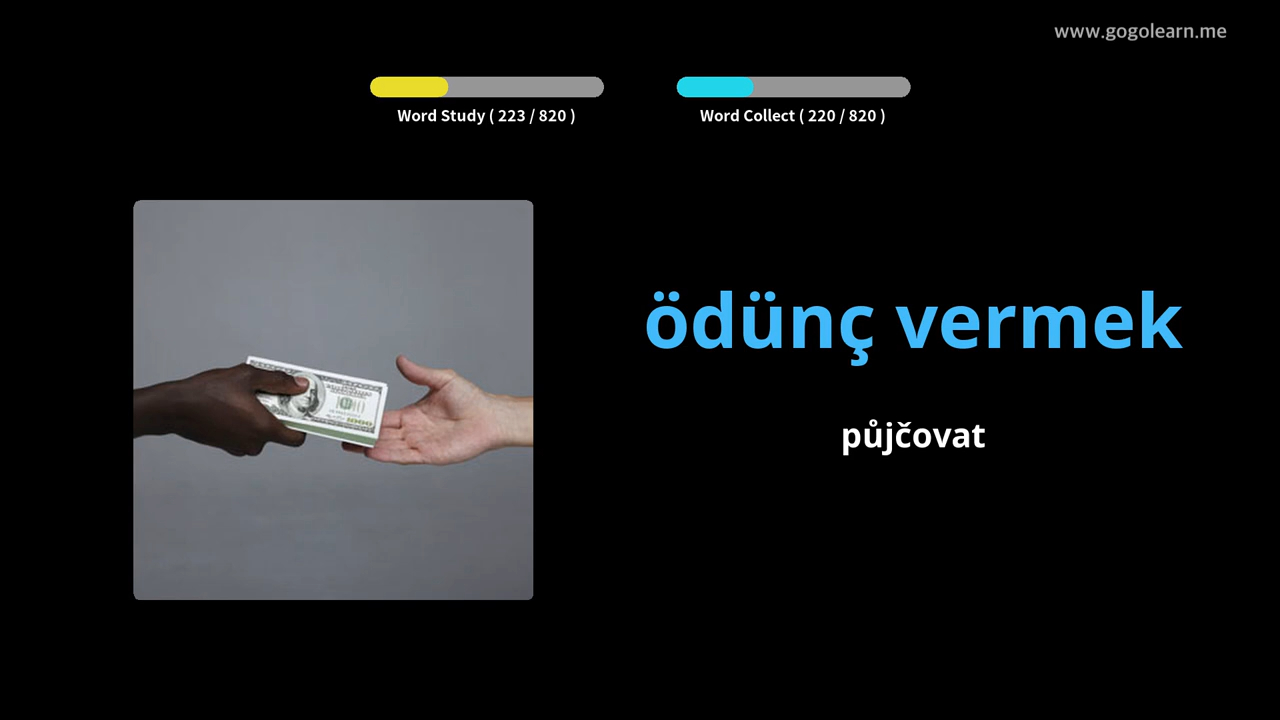 www.gogolearn.me
Word Study ( 223 / 820 )
Word Collect ( 220 / 820 )
ödünç vermek
půjčovat